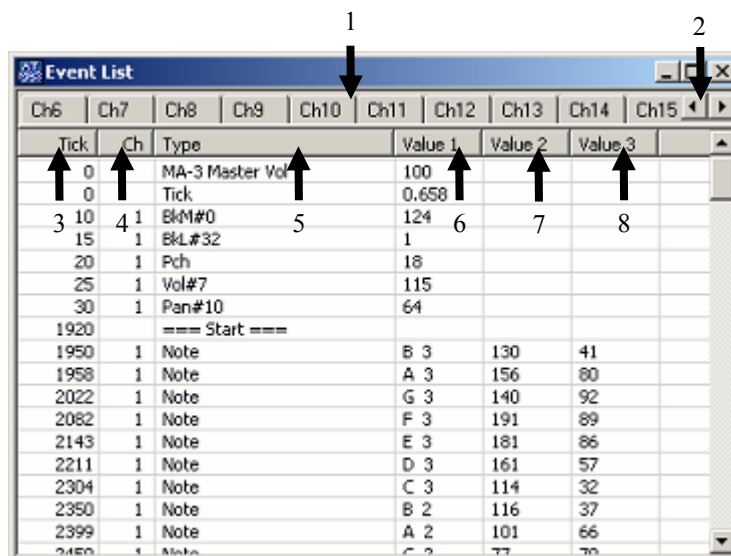 1 2
Event List
Ch6 Ch7 Ch8 Ch9 Ch10 Ch11 Ch12 Ch13 Ch14 Ch15
Tick Ch Type Value 1 Value 2 Value 3
0 MA-3 Master Vol 100
0 Tick 0.658
3 4 5 6 7 8
10 1 BkM#0 124
15 1 BkL#32 1
20 1 Pch 18
25 1 Vol#7 115
30 1 Pan#10 64
1920 === Start ===
1950 1 Note B 3 130 41
1958 1 Note A 3 156 80
2022 1 Note G 3 140 92
2082 1 Note F 3 191 89
2143 1 Note E 3 181 86
2211 1 Note D 3 161 57
2304 1 Note C 3 114 32
2350 1 Note B 2 116 37
2399 1 Note A 2 101 66